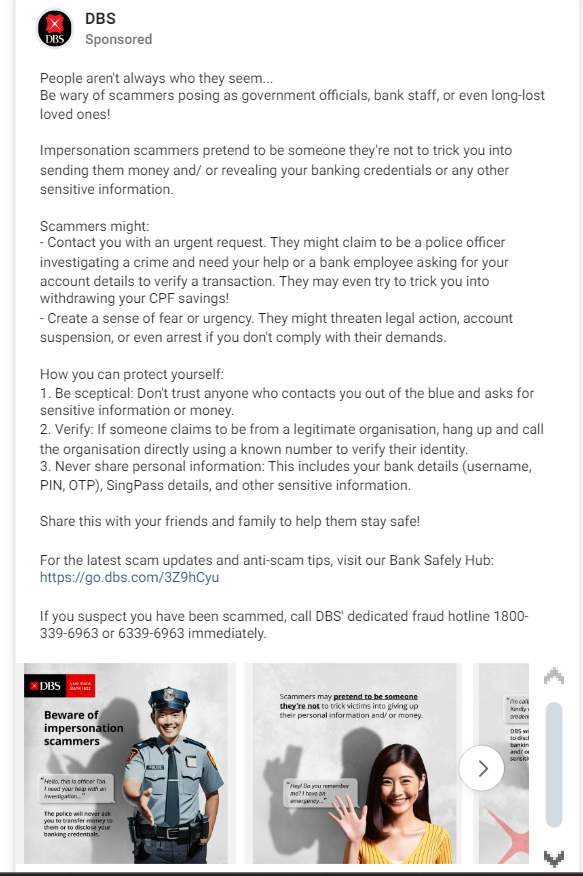 DBS
Sponsored
DBS
People aren't always who they seem...
Be wary of scammers posing as government officials, bank staff, or even long-lost
loved ones!
Impersonation scammers pretend to be someone they're not to trick you into
sending them money and/ or revealing your banking credentials or any other
sensitive information.
Scammers might:
- Contact you with an urgent request. They might claim to be a police officer
investigating a crime and need your help or a bank employee asking for your
account details to verify a transaction. They may even try to trick you into
withdrawing your CPF savings!
- Create a sense of fear or urgency. They might threaten legal action, account
suspension, or even arrest if you don't comply with their demands.
How you can protect yourself:
1. Be sceptical: Don't trust anyone who contacts you out of the blue and asks for
sensitive information or money.
2. Verify: If someone claims to be from a legitimate organisation, hang up and call
the organisation directly using a known number to verify their identity.
3. Never share personal information: This includes your bank details (username,
PIN, OTP), SingPass details, and other sensitive information.
Share this with your friends and family to help them stay safe!
For the latest scam updates and anti-scam tips, visit our Bank Safely Hub:
https://go.dbs.com/3Z9hCyu
If you suspect you have been scammed, call DBS' dedicated fraud hotline 1800-
339-6963 or 6339-6963 immediately.
DBS
Live more,
Bank less
Beware of
impersonation
scammers
"Hello, this is officer Tan.
I need your help with an
investigation..."
The police will never ask
you to transfer money to
them or to disclose your
banking credentials.
POLICE
Scammers may pretend to be someone
they're not to trick victims into giving up
their personal information and/ or money.
"Hey! Do you remember
me? I have an
emergency..."
Kindly
DBS
to
and/ or